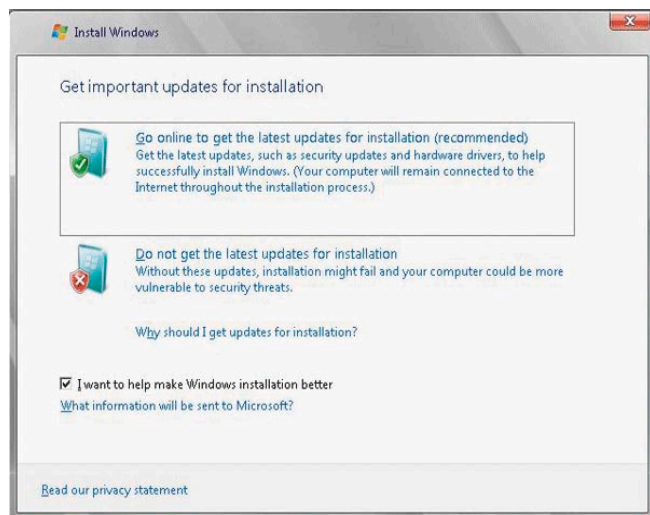 Install Windows
Get important updates for installation
Go online to get the latest updates for installation (recommended)
Get the latest updates, such as security updates and hardware drivers, to help
successfully install Windows. (Your computer will remain connected to the
Internet throughout the installation process.)
Do not get the latest updates for installation
Without these updates, installation might fail and your computer could be more
vulnerable to security threats.
Why should I get updates for installation?
I want to help make Windows installation better
What information will be sent to Microsoft?
Read our privacy statement